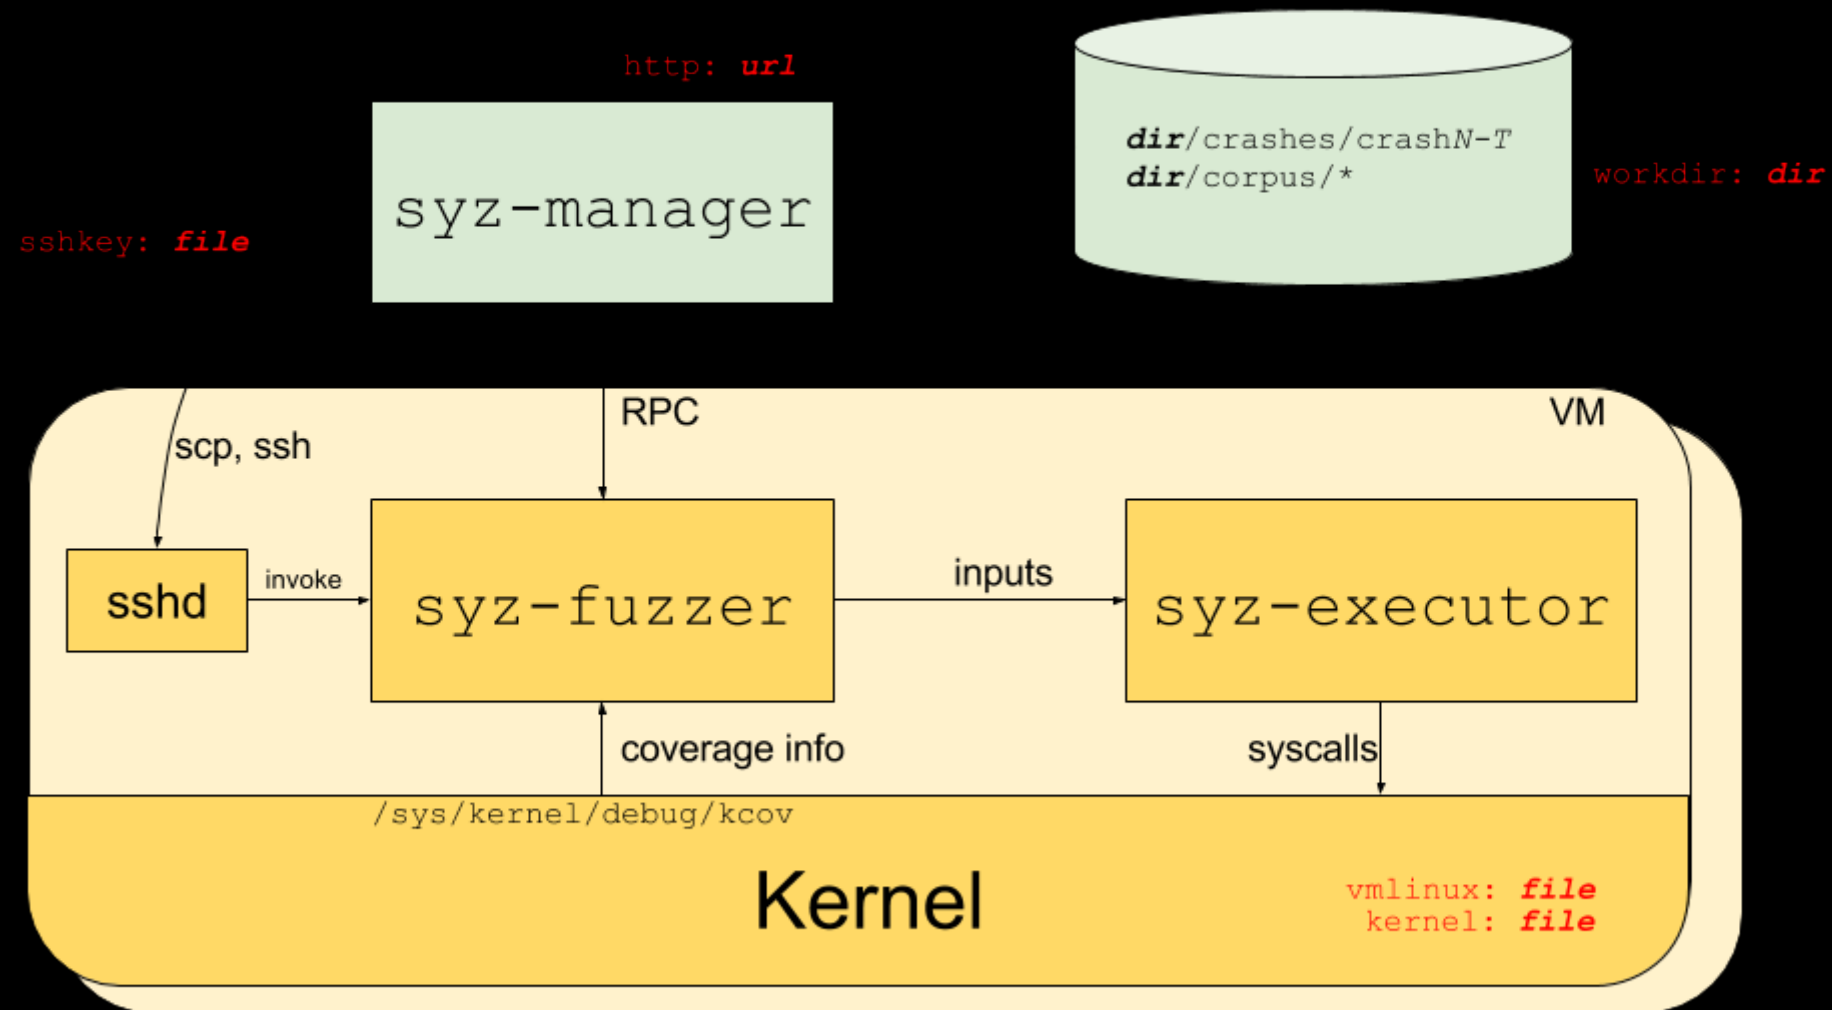 http: url
syz-manager
dir/crashes/crashN-T
dir/corpus/*
workdir: dir
sshkey: file
RPC
VM
scp, ssh
sshd
invoke
syz-fuzzer
inputs
syz-executor
coverage info
syscalls
/sys/kernel/debug/kcov
Kernel
vmlinux: file
kernel: file